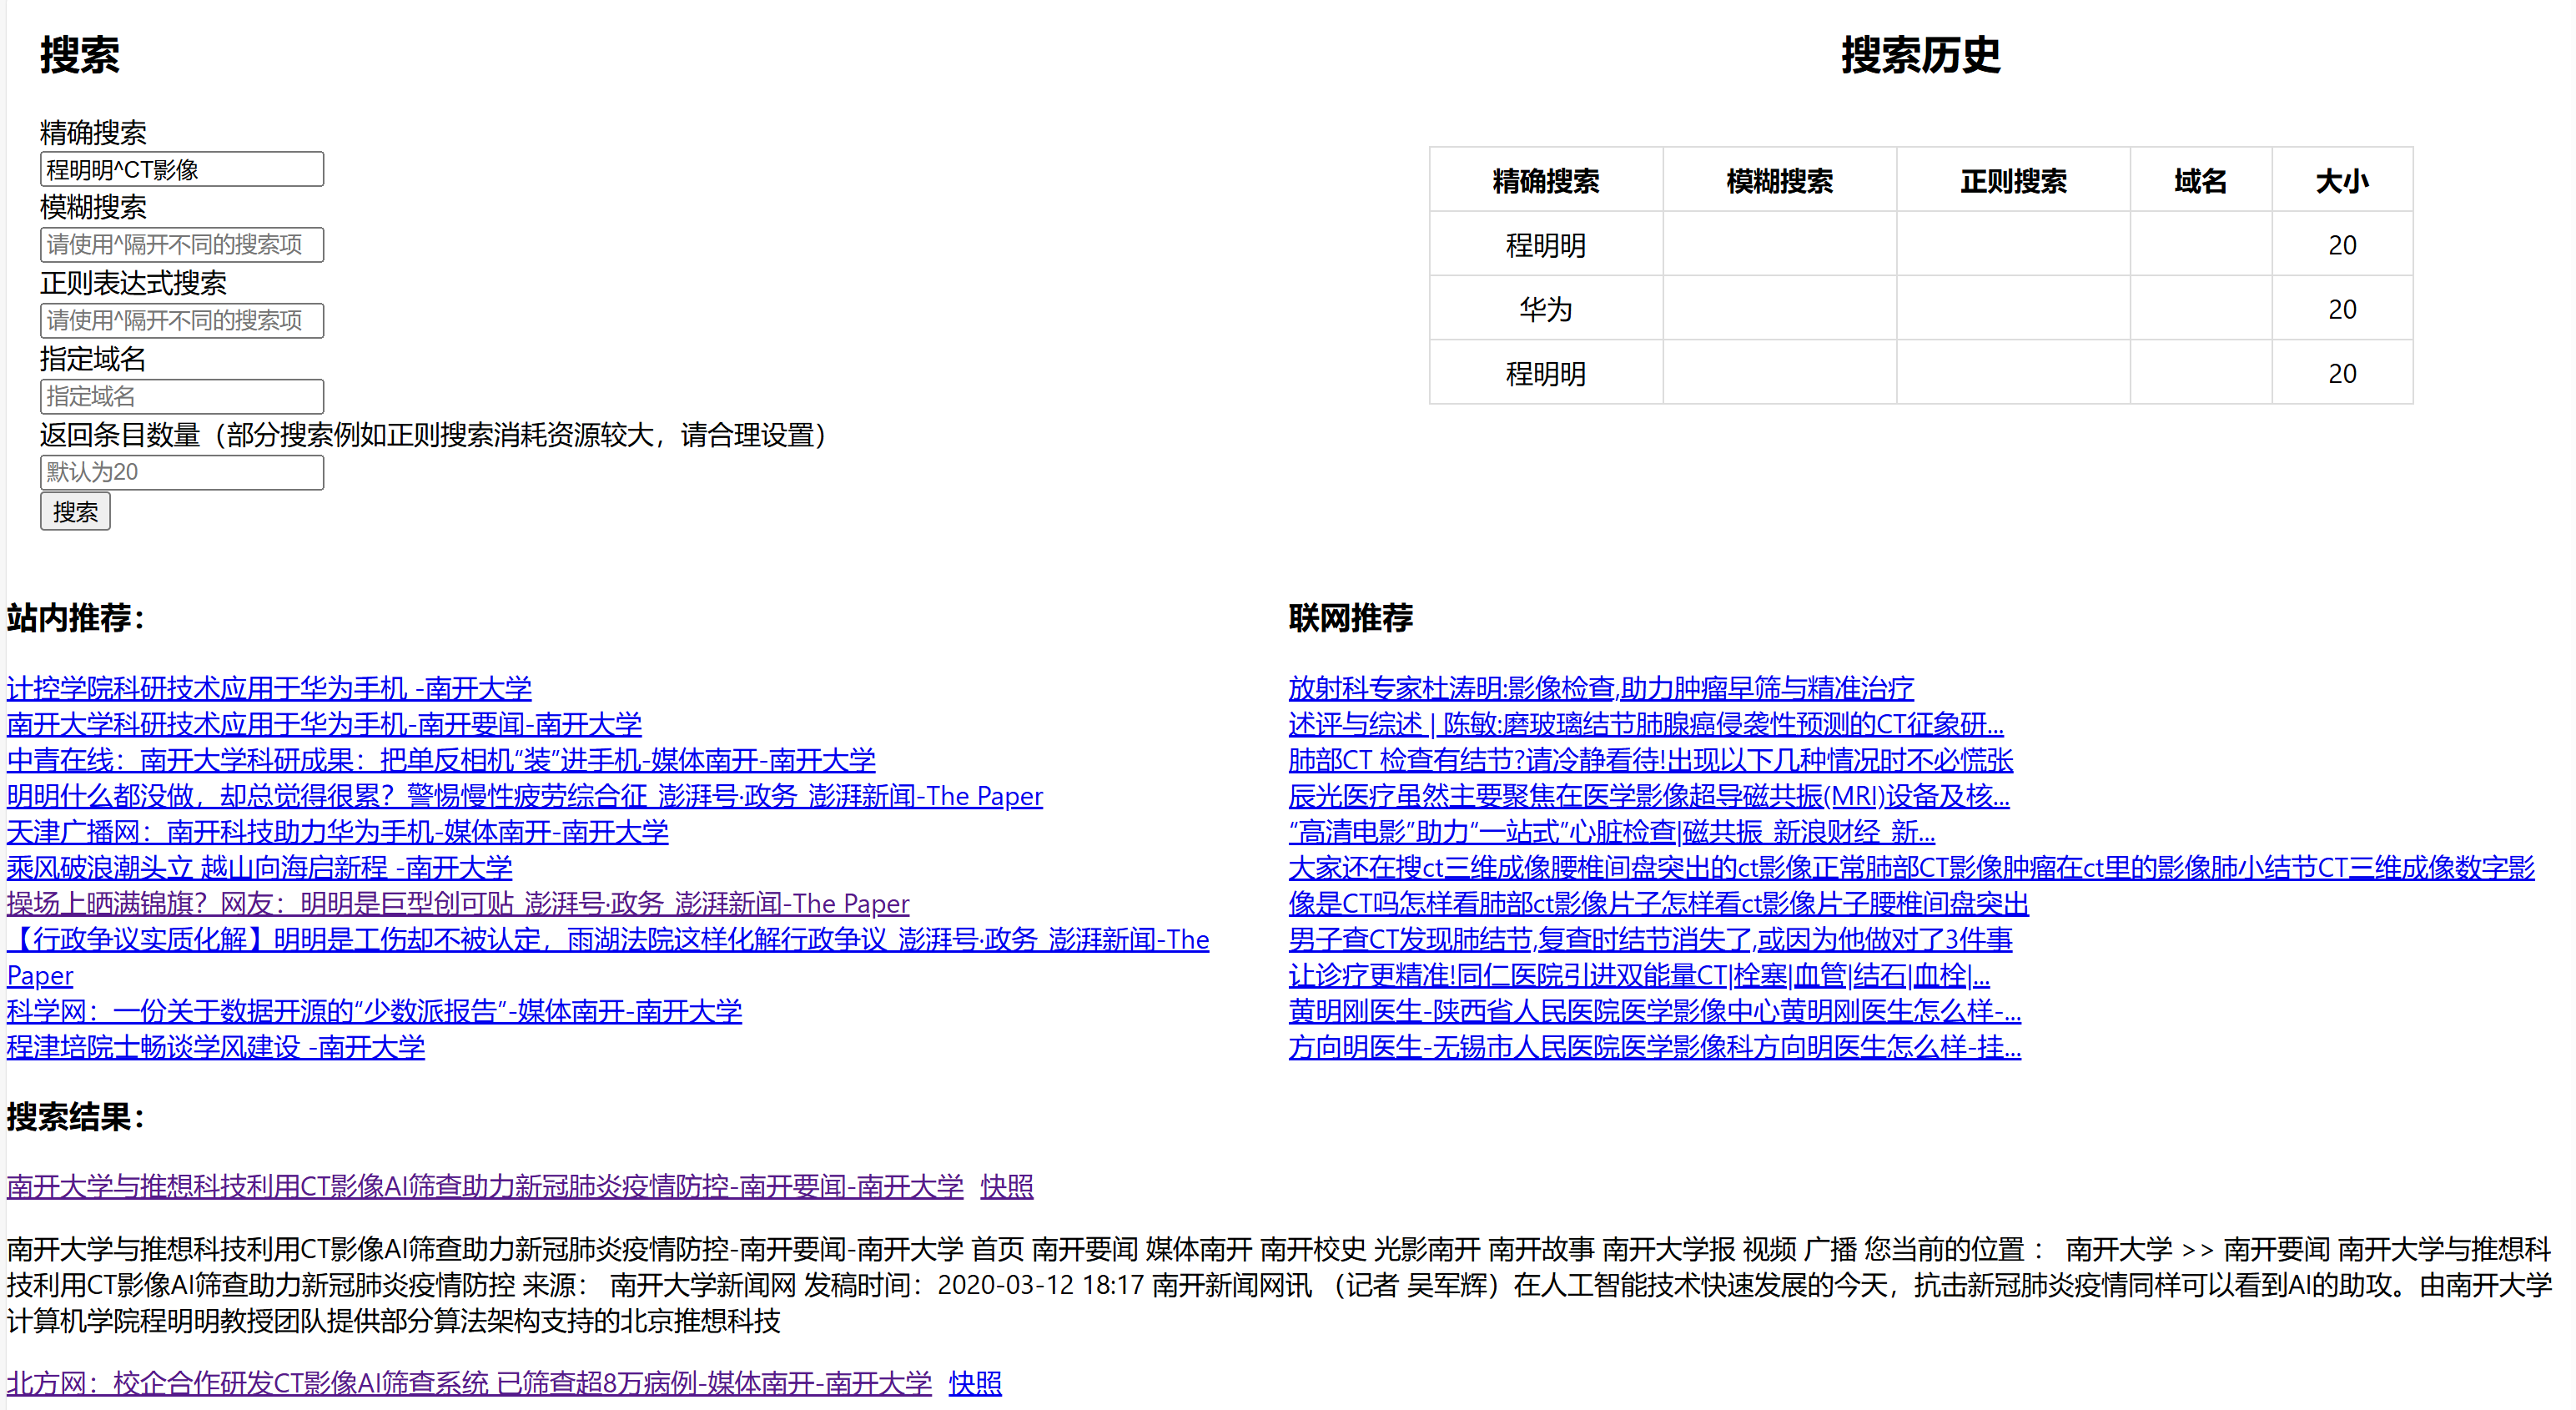 搜索
精确搜索
程明明^CT影像
模糊搜索
请使用^隔开不同的搜索项
正则表达式搜索
请使用^隔开不同的搜索项
指定域名
指定域名
返回条目数量（部分搜索例如正则搜索消耗资源较大，请合理设置）
默认为20
搜索
搜索历史
精确搜索 模糊搜索 正则搜索 域名 大小
程明明 20
华为 20
程明明 20
站内推荐：
计控学院科研技术应用于华为手机 -南开大学
南开大学科研技术应用于华为手机-南开要闻-南开大学
中青在线：南开大学科研成果：把单反相机“装”进手机-媒体南开-南开大学
明明什么都没做，却总觉得很累？警惕慢性疲劳综合征_澎湃号·政务_澎湃新闻-The Paper
天津广播网：南开科技助力华为手机-媒体南开-南开大学
乘风破浪潮头立 越山向海启新程 -南开大学
操场上晒满锦旗？网友：明明是巨型创可贴_澎湃号·政务_澎湃新闻-The Paper
【行政争议实质化解】明明是工伤却不被认定，雨湖法院这样化解行政争议_澎湃号·政务_澎湃新闻-The
Paper
科学网：一份关于数据开源的“少数派报告”-媒体南开-南开大学
程津培院士畅谈学风建设 -南开大学
联网推荐
放射科专家杜涛明:影像检查,助力肿瘤早筛与精准治疗
述评与综述 | 陈敏:磨玻璃结节肺腺癌侵袭性预测的CT征象研...
肺部CT 检查有结节?请冷静看待!出现以下几种情况时不必慌张
辰光医疗虽然主要聚焦在医学影像超导磁共振(MRI)设备及核...
“高清电影”助力“一站式”心脏检查|磁共振_新浪财经_新...
大家还在搜ct三维成像腰椎间盘突出的ct影像正常肺部CT影像肿瘤在ct里的影像肺小结节CT三维成像数字影
像是CT吗怎样看肺部ct影像片子怎样看ct影像片子腰椎间盘突出
男子查CT发现肺结节,复查时结节消失了,或因为他做对了3件事
让诊疗更精准!同仁医院引进双能量CT|栓塞|血管|结石|血栓|...
黄明刚医生-陕西省人民医院医学影像中心黄明刚医生怎么样-...
方向明医生-无锡市人民医院医学影像科方向明医生怎么样-挂...
搜索结果：
南开大学与推想科技利用CT影像AI筛查助力新冠肺炎疫情防控-南开要闻-南开大学 快照
南开大学与推想科技利用CT影像AI筛查助力新冠肺炎疫情防控-南开要闻-南开大学 首页 南开要闻 媒体南开 南开校史 光影南开 南开故事 南开大学报 视频 广播 您当前的位置 ： 南开大学 >> 南开要闻 南开大学与推想科
技利用CT影像AI筛查助力新冠肺炎疫情防控 来源： 南开大学新闻网 发稿时间：2020-03-12 18:17 南开新闻网讯 （记者 吴军辉）在人工智能技术快速发展的今天，抗击新冠肺炎疫情同样可以看到AI的助攻。由南开大学
计算机学院程明明教授团队提供部分算法架构支持的北京推想科技
北方网：校企合作研发CT影像AI筛查系统 已筛查超8万病例-媒体南开-南开大学 快照